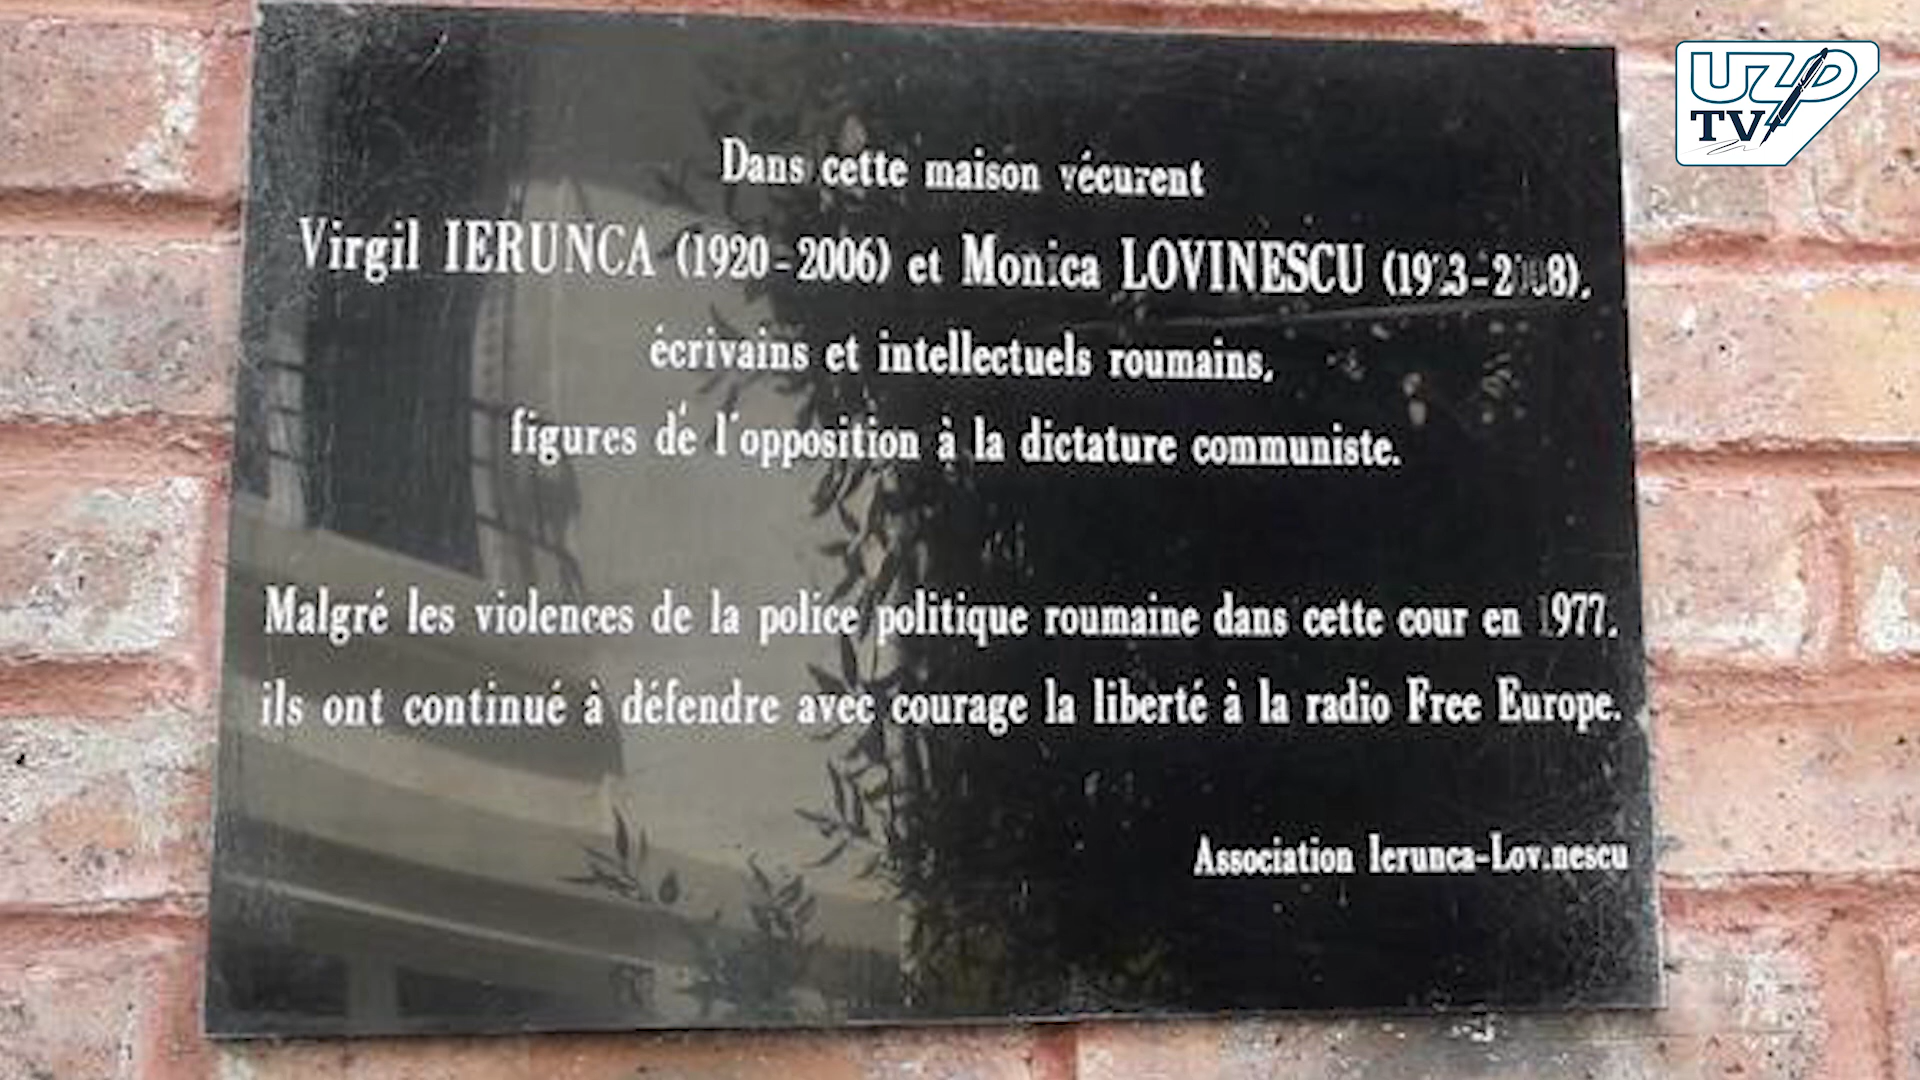 UZP
TV
Dans cette maison vécurent
Virgil IERUNCA (1920-2006) et Monica LOVINESCU (1923-2008),
écrivains et intellectuels roumains,
figures de l'opposition à la dictature communiste.
Malgré les violences de la police politique roumaine dans cette cour en 1977,
ils ont continué à défendre avec courage la liberté à la radio Free Europe.
Association Ierunca-Lovinescu